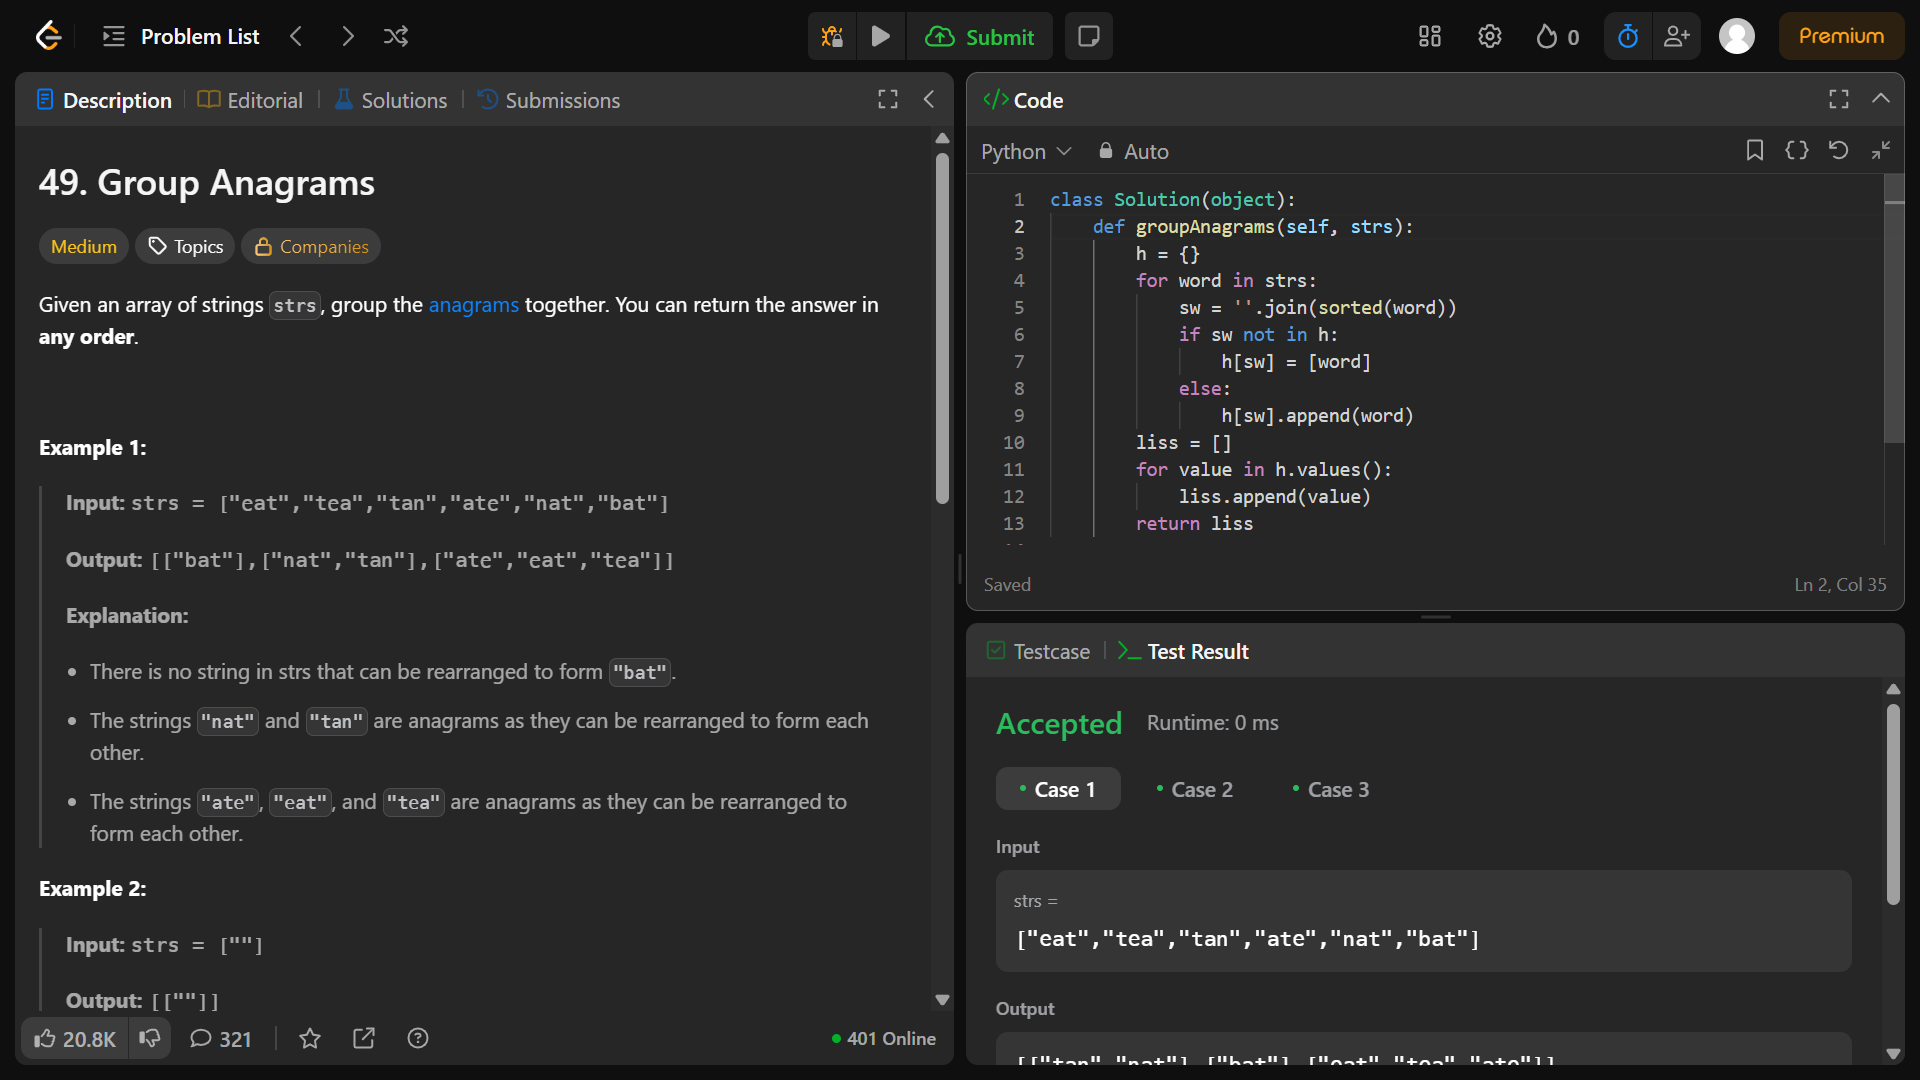 Problem List
Submit
0
Premium
Description
Editorial
Solutions
Submissions
49. Group Anagrams
Medium
Topics
Companies
Given an array of strings strs, group the anagrams together. You can return the answer in
any order.
Example 1:
Input: strs = ["eat","tea","tan","ate","nat","bat"]
Output: [["bat"],["nat","tan"],["ate","eat","tea"]]
Explanation:
• There is no string in strs that can be rearranged to form "bat".
• The strings "nat" and "tan" are anagrams as they can be rearranged to form each
other.
• The strings "ate", "eat", and "tea" are anagrams as they can be rearranged to
form each other.
Example 2:
Input: strs = [""]
Output: [[""]]
20.8K
321
401 Online
</> Code
Python
Auto
1 class Solution(object):
2 def groupAnagrams(self, strs):
3 h = {}
4 for word in strs:
5 sw = ''.join(sorted(word))
6 if sw not in h:
7 h[sw] = [word]
8 else:
9 h[sw].append(word)
10 liss = []
11 for value in h.values():
12 liss.append(value)
13 return liss
Saved
Ln 2, Col 35
Testcase
>_ Test Result
Accepted
Runtime: 0 ms
• Case 1
• Case 2
• Case 3
Input
strs =
["eat","tea","tan","ate","nat","bat"]
Output
[["tan","nat"],["bat"],["eat","tea","ate"]]